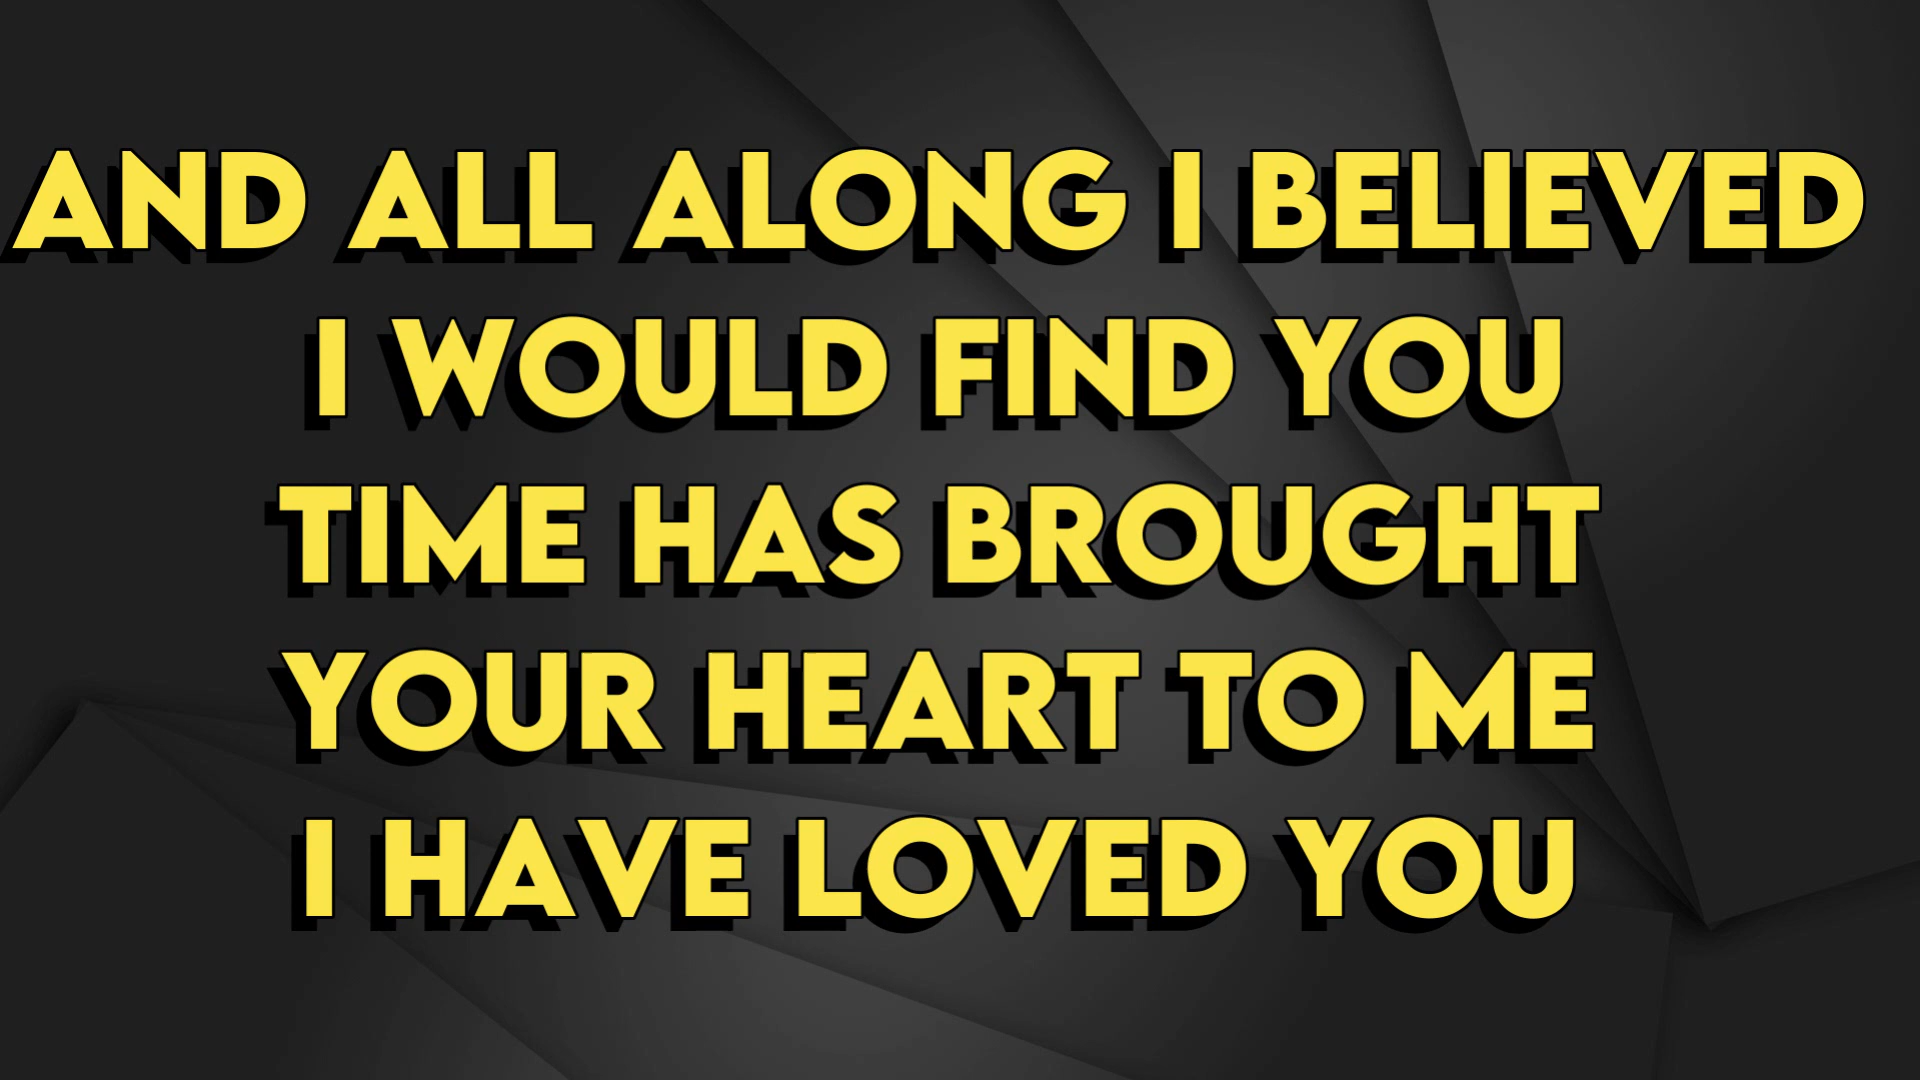 AND ALL ALONG I BELIEVED
I WOULD FIND YOU
TIME HAS BROUGHT
YOUR HEART TO ME
I HAVE LOVED YOU